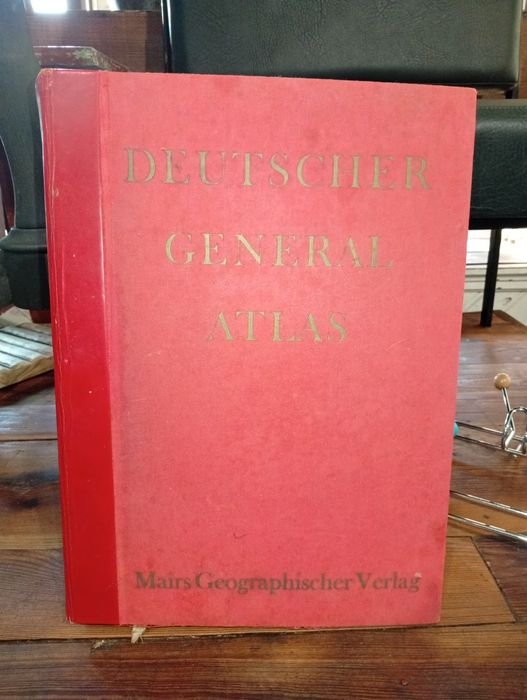 DEUTSCHER
GENERAL
ATLAS
Mairs Geographischer Verlag